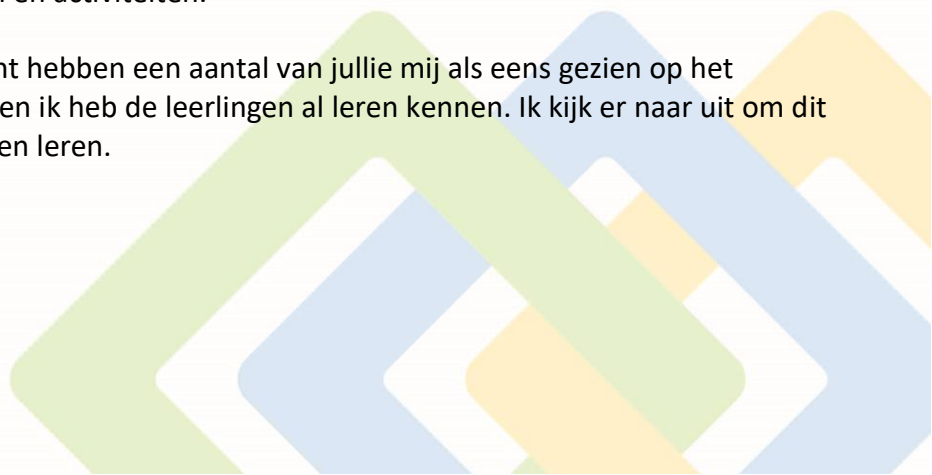 en activiteiten.
nt hebben een aantal van jullie mij als eens gezien op het
en ik heb de leerlingen al leren kennen. Ik kijk er naar uit om dit
en leren.